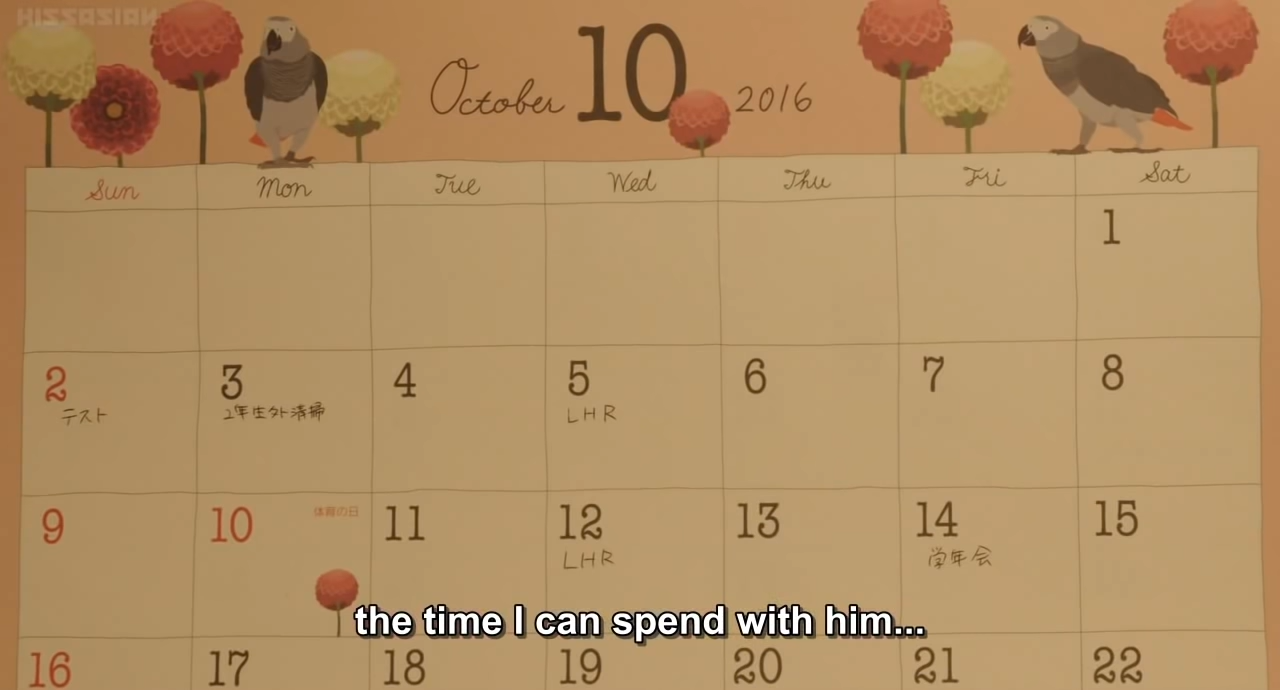 KISSASIAN
October 10 2016
Sun Mon Tue Wed Thu Fri Sat
1
2 3 4 5 6 7 8
テスト 2年生外清掃 LHR
9 10 体育の日 11 12 13 14 15
LHR 学年会
the time I can spend with him...
16 17 18 19 20 21 22